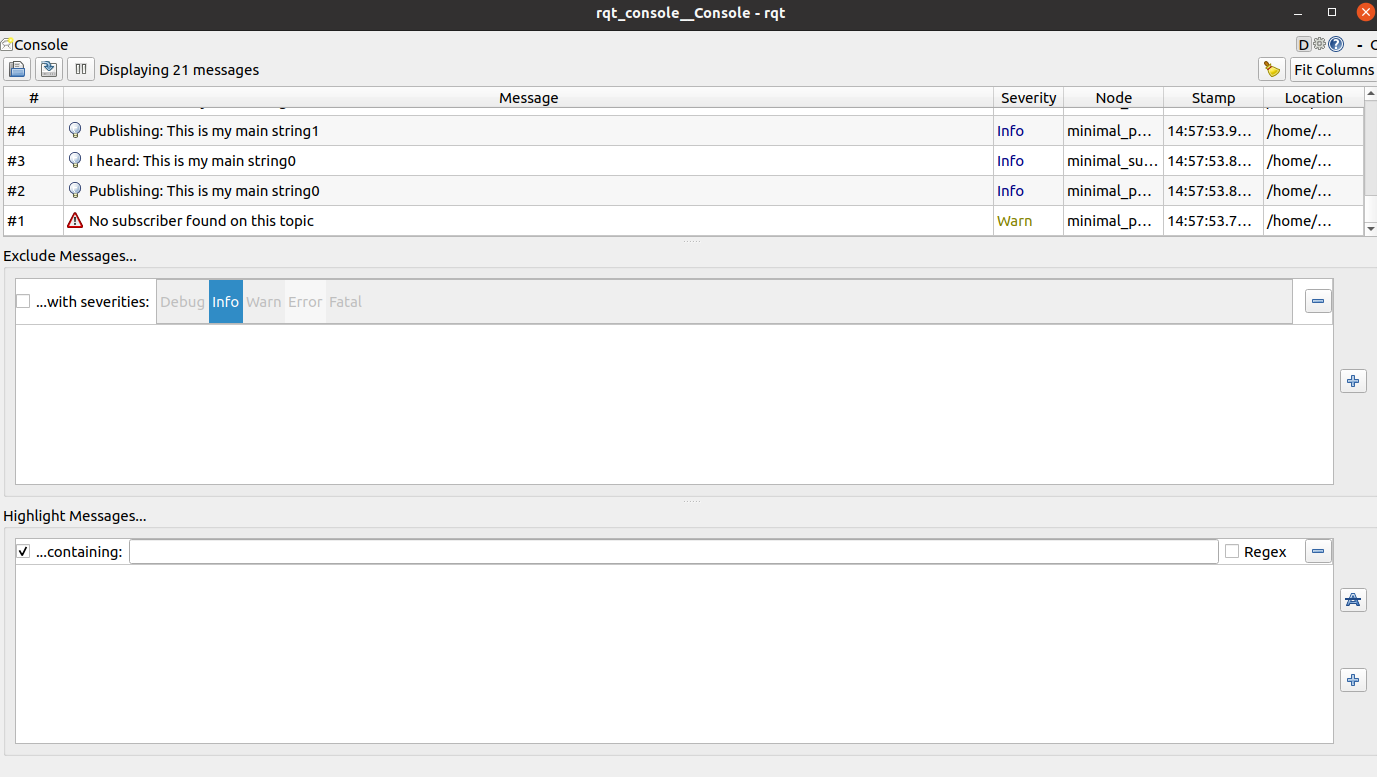 rqt_console__Console - rqt
Console D - C
Displaying 21 messages Fit Columns
# Message Severity Node Stamp Location
#4 Publishing: This is my main string1 Info minimal_p... 14:57:53.9... /home/...
#3 I heard: This is my main string0 Info minimal_su... 14:57:53.8... /home/...
#2 Publishing: This is my main string0 Info minimal_p... 14:57:53.8... /home/...
#1 No subscriber found on this topic Warn minimal_p... 14:57:53.7... /home/...
Exclude Messages...
...with severities: Debug Info Warn Error Fatal
Highlight Messages...
...containing: Regex